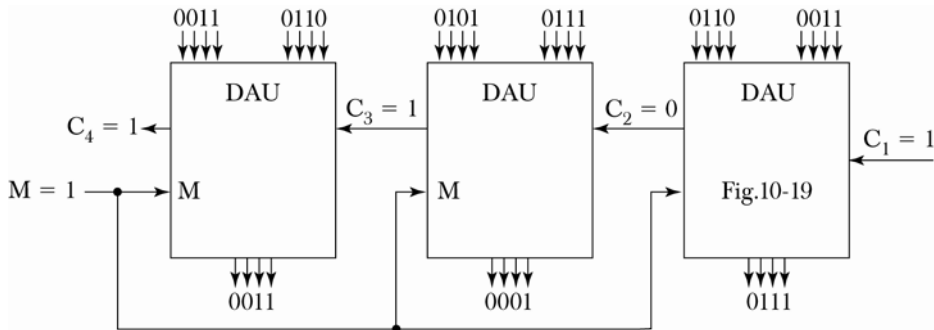 0011 0110 0101 0111 0110 0011
DAU DAU DAU
C₄ = 1 C₃ = 1 C₂ = 0 C₁ = 1
M = 1 M M Fig.10-19
0011 0001 0111